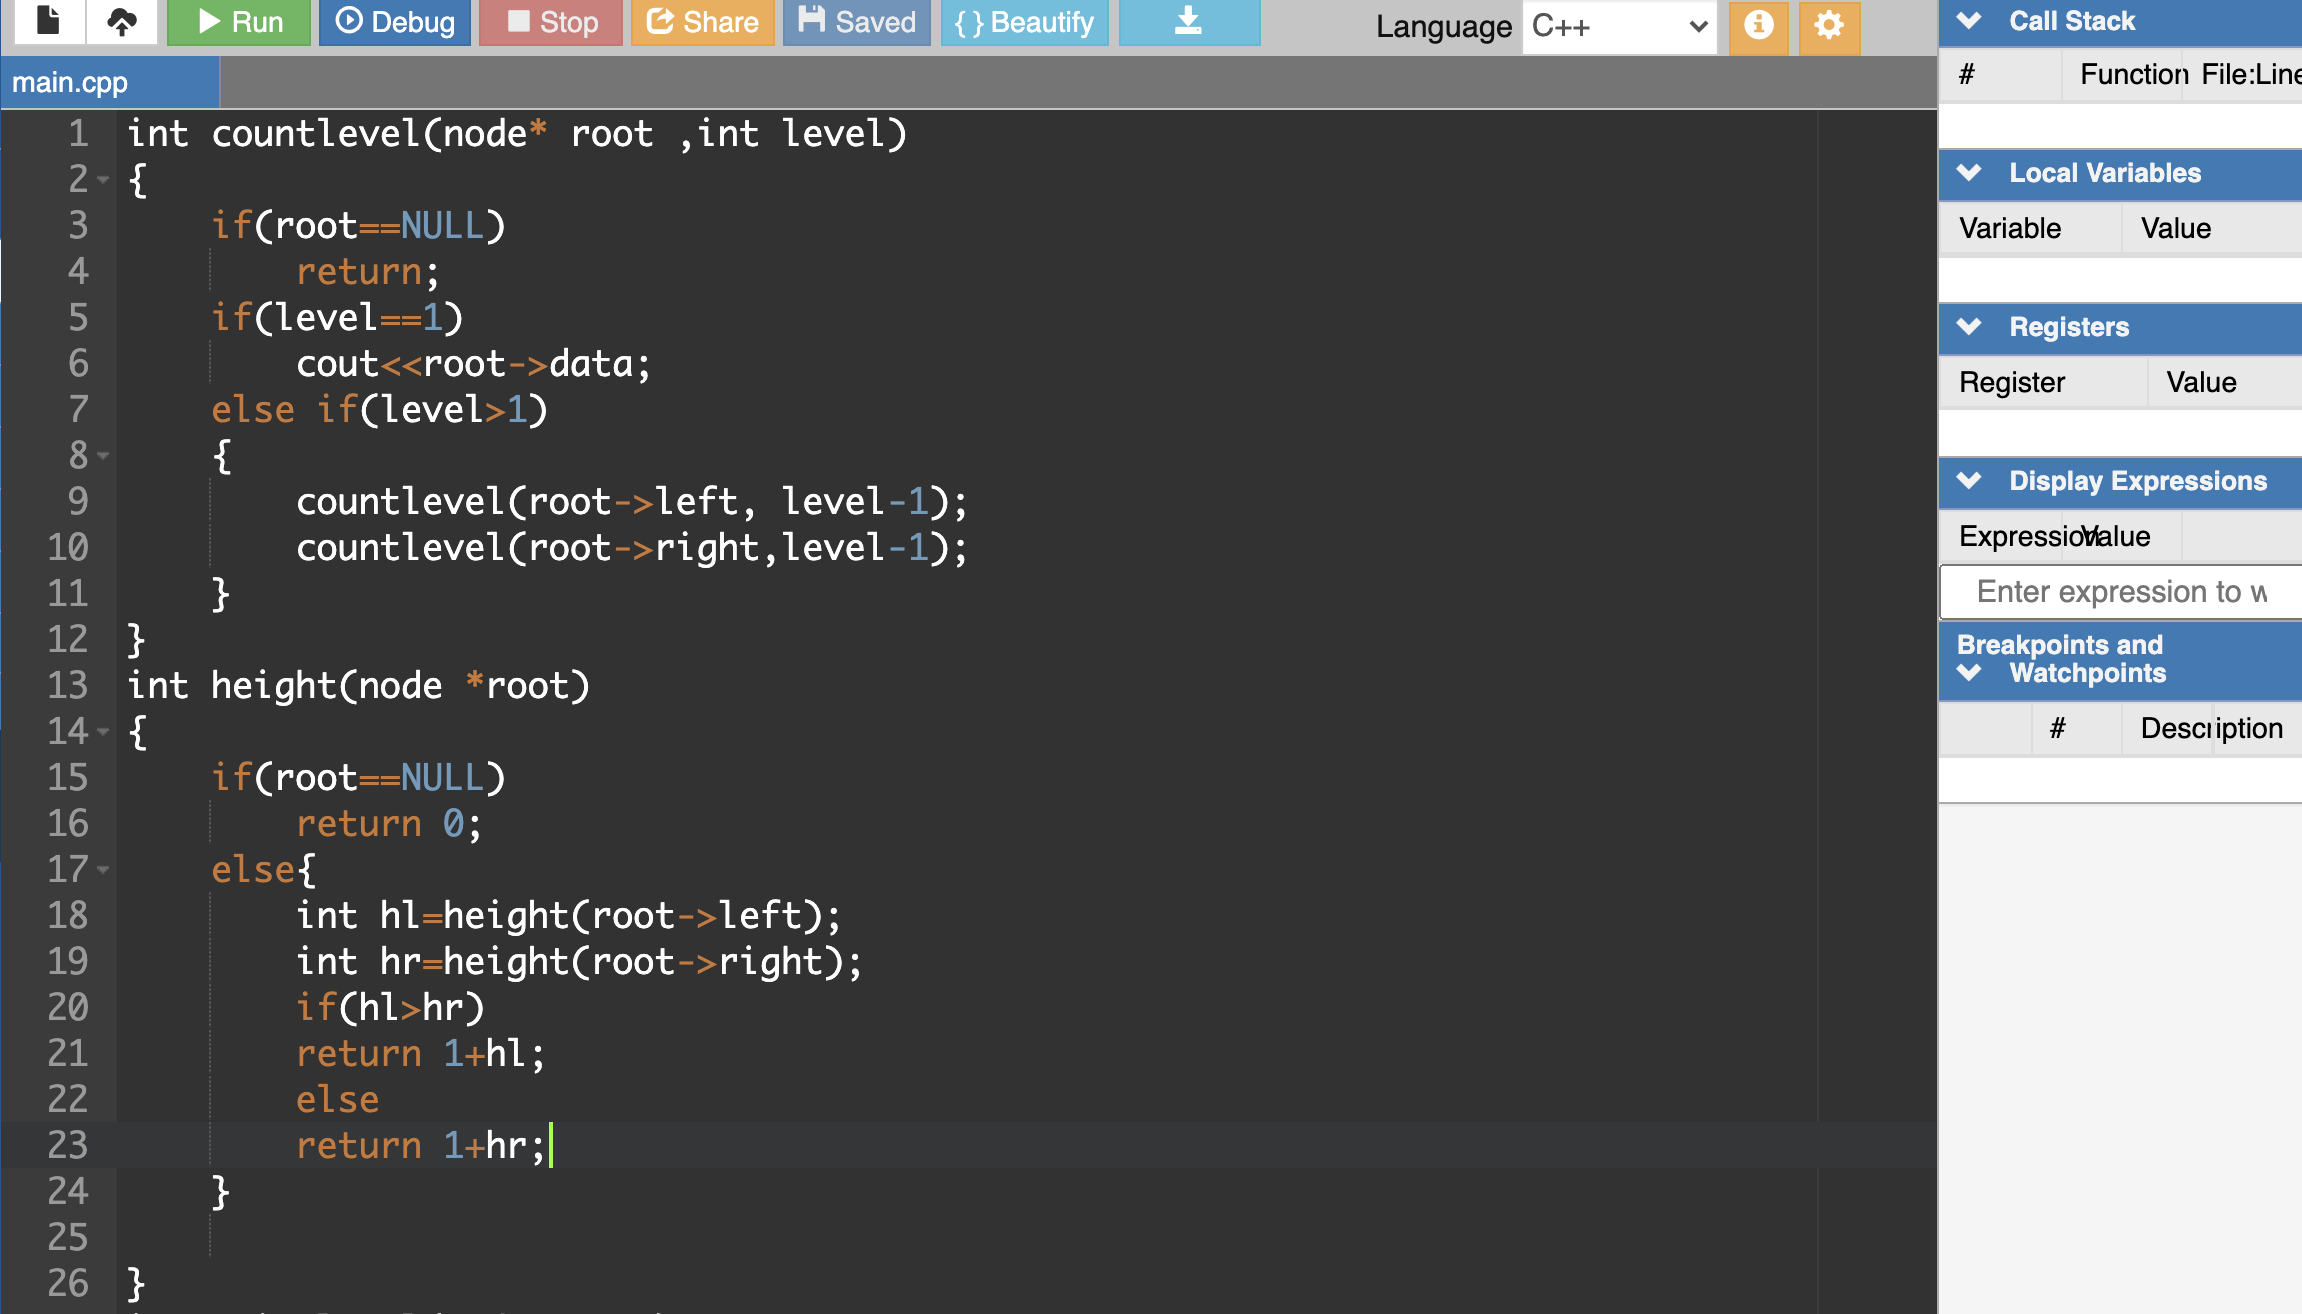 Run Debug Stop Share Saved { } Beautify Language C++
main.cpp
1 int countlevel(node* root ,int level)
2 {
3 if(root==NULL)
4 return;
5 if(level==1)
6 cout<<root->data;
7 else if(level>1)
8 {
9 countlevel(root->left, level-1);
10 countlevel(root->right,level-1);
11 }
12 }
13 int height(node *root)
14 {
15 if(root==NULL)
16 return 0;
17 else{
18 int hl=height(root->left);
19 int hr=height(root->right);
20 if(hl>hr)
21 return 1+hl;
22 else
23 return 1+hr;
24 }
25
26 }
Call Stack
# Function File:Line
Local Variables
Variable Value
Registers
Register Value
Display Expressions
Expression Value
Enter expression to w
Breakpoints and
Watchpoints
# Description